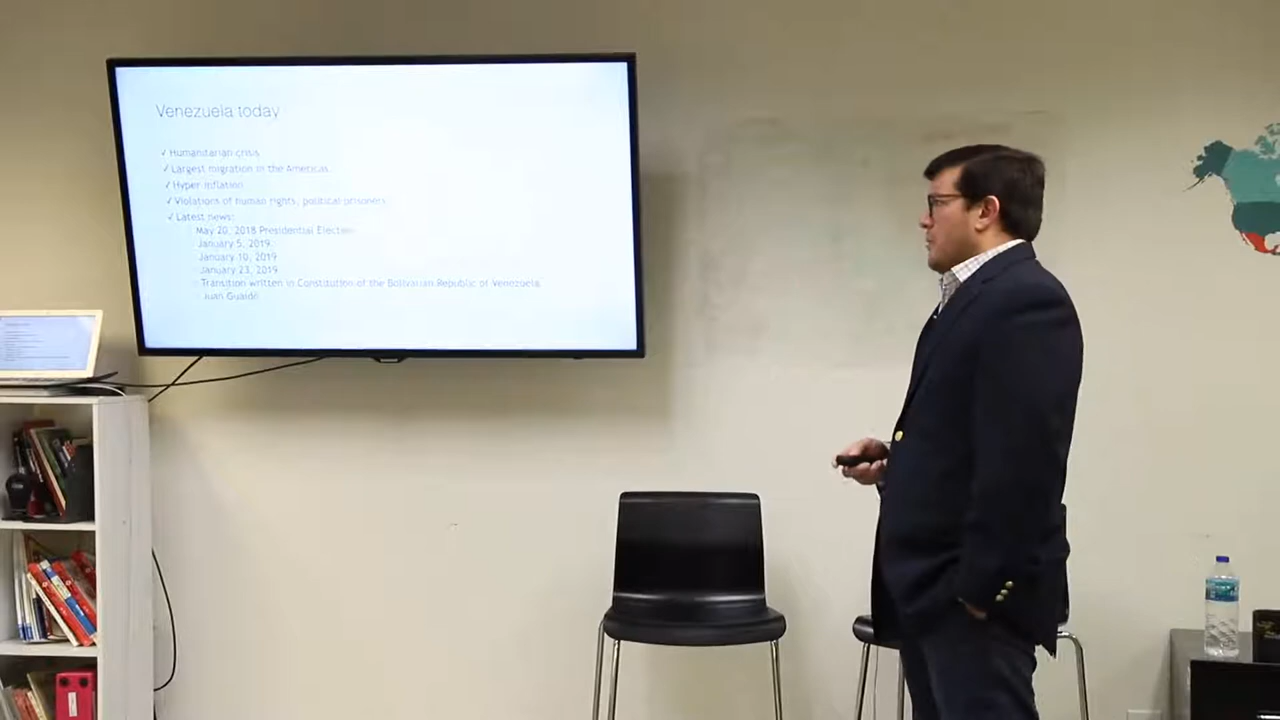 Venezuela today
✓ Humanitarian crisis
✓ Largest migration in the Americas.
✓ Hyper inflation
✓ Violations of human rights, political prisoners
✓ Latest news:
May 20, 2018 Presidential Election
January 5, 2019.
January 10, 2019
January 23, 2019
Transition written in Constitution of the Bolivarian Republic of Venezuela.
Juan Guaidó